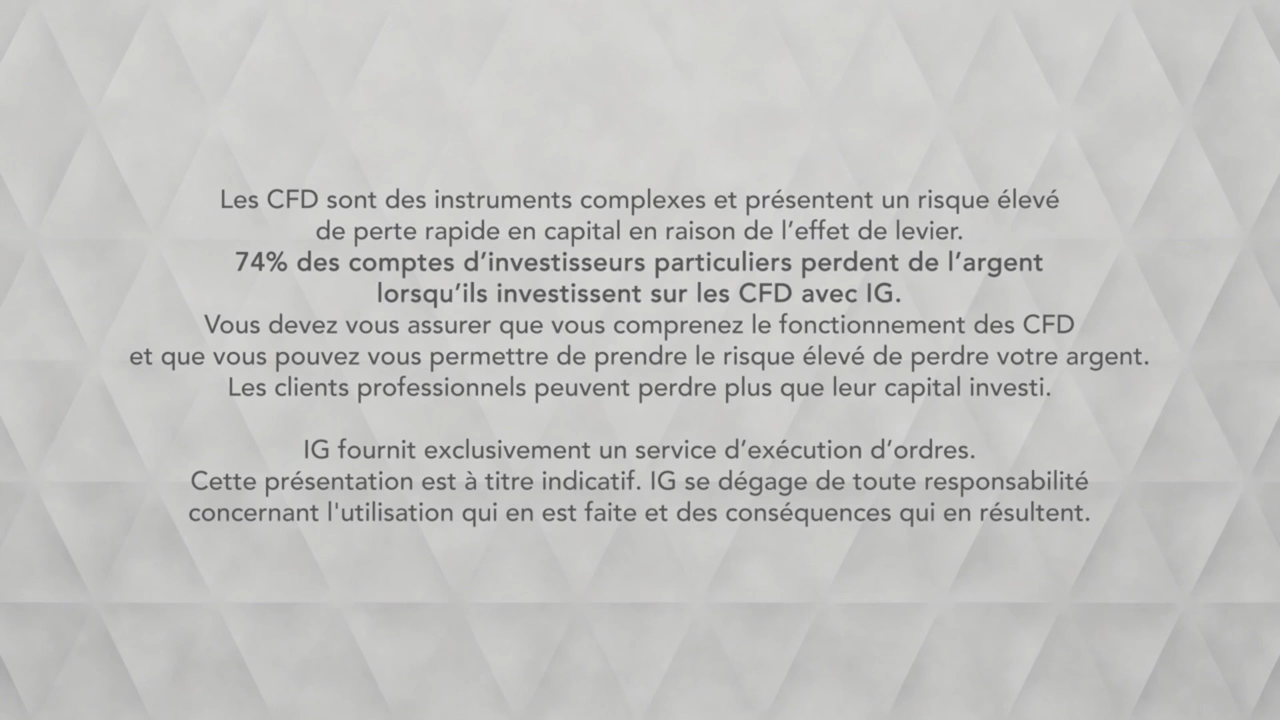 Les CFD sont des instruments complexes et présentent un risque élevé
de perte rapide en capital en raison de l’effet de levier.
74% des comptes d’investisseurs particuliers perdent de l’argent
lorsqu’ils investissent sur les CFD avec IG.
Vous devez vous assurer que vous comprenez le fonctionnement des CFD
et que vous pouvez vous permettre de prendre le risque élevé de perdre votre argent.
Les clients professionnels peuvent perdre plus que leur capital investi.
IG fournit exclusivement un service d’exécution d’ordres.
Cette présentation est à titre indicatif. IG se dégage de toute responsabilité
concernant l'utilisation qui en est faite et des conséquences qui en résultent.